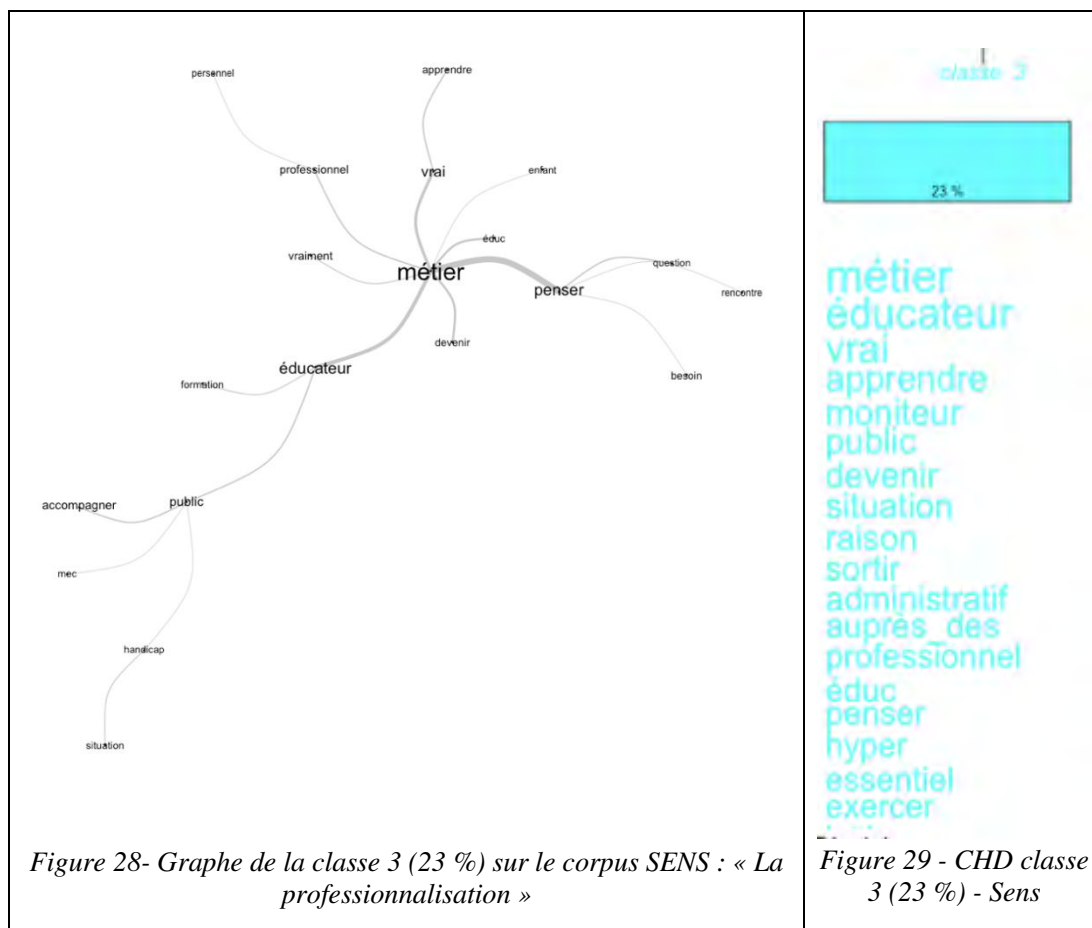 personnel
apprendre
professionnel
vrai
enfant
éduc
vraiment
métier
question
penser
rencontre
devenir
éducateur
besoin
formation
accompagner
public
mec
handicap
situation
Figure 28- Graphe de la classe 3 (23 %) sur le corpus SENS : « La
professionnalisation »
classe 3
23 %
métier
éducateur
vrai
apprendre
moniteur
public
devenir
situation
raison
sortir
administratif
auprès_des
professionnel
éduc
penser
hyper
essentiel
exercer
Figure 29 - CHD classe
3 (23 %) - Sens